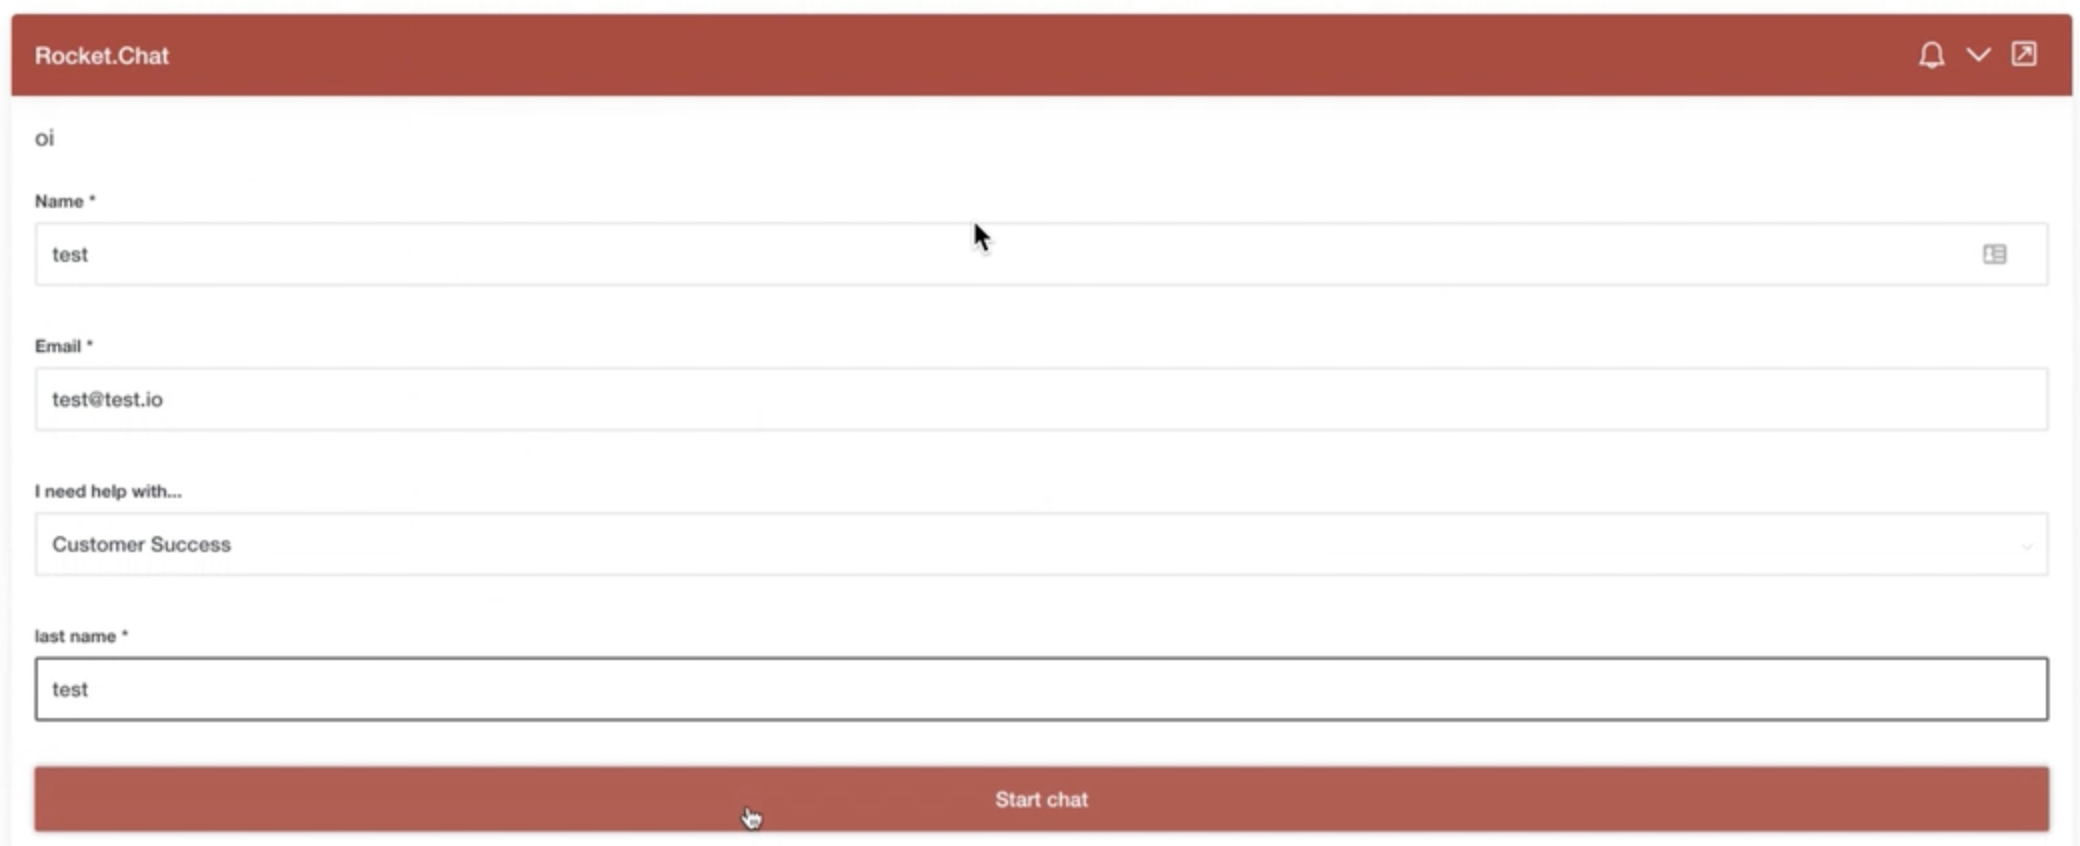 Rocket.Chat
oi
Name *
test
Email *
test@test.io
I need help with...
Customer Success
last name *
test
Start chat